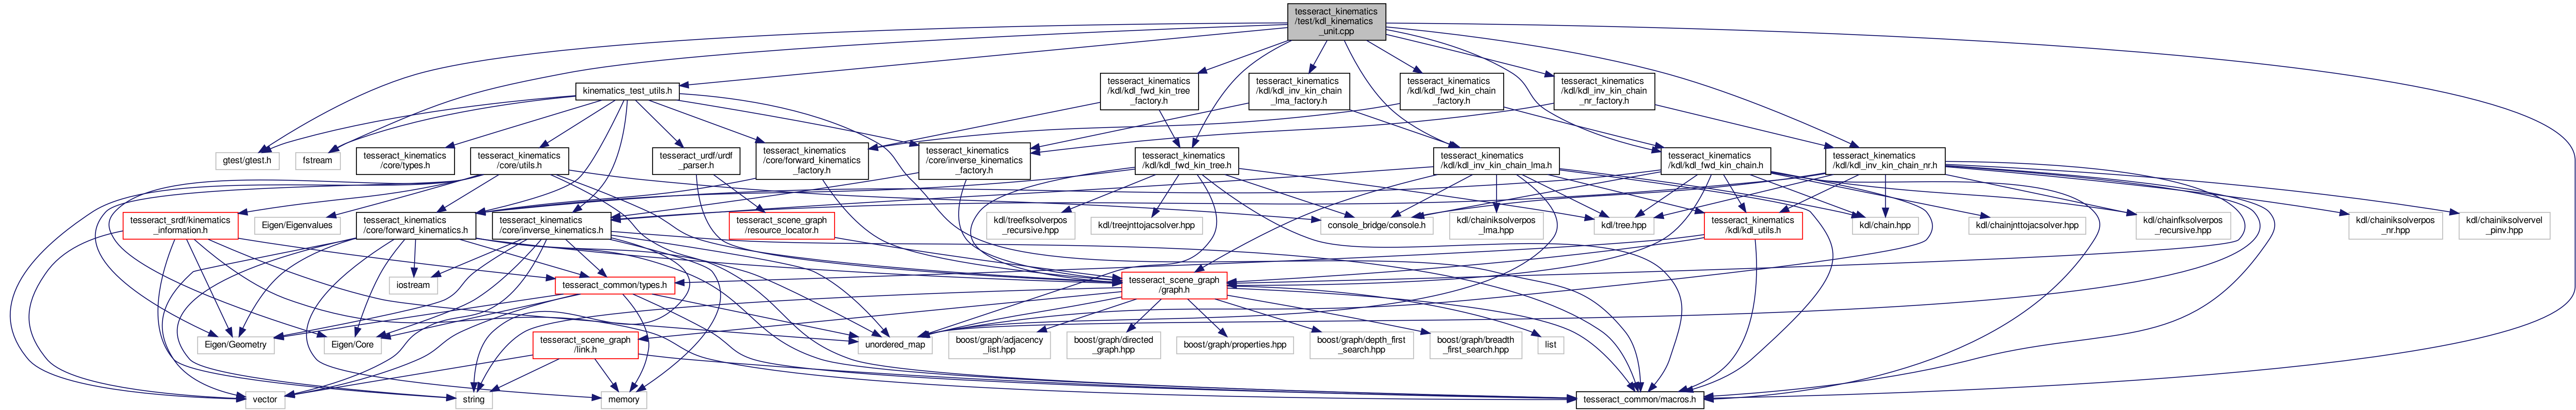 tesseract_kinematics
/test/kdl_kinematics
_unit.cpp
kinematics_test_utils.h
tesseract_kinematics
/kdl/kdl_fwd_kin_tree
_factory.h
tesseract_kinematics
/kdl/kdl_inv_kin_chain
_lma_factory.h
tesseract_kinematics
/kdl/kdl_fwd_kin_chain
_factory.h
tesseract_kinematics
/kdl/kdl_inv_kin_chain
_nr_factory.h
gtest/gtest.h
fstream
tesseract_kinematics
/core/types.h
tesseract_kinematics
/core/utils.h
tesseract_urdf/urdf
_parser.h
tesseract_kinematics
/core/forward_kinematics
_factory.h
tesseract_kinematics
/core/inverse_kinematics
_factory.h
tesseract_kinematics
/kdl/kdl_fwd_kin_tree.h
tesseract_kinematics
/kdl/kdl_inv_kin_chain_lma.h
tesseract_kinematics
/kdl/kdl_fwd_kin_chain.h
tesseract_kinematics
/kdl/kdl_inv_kin_chain_nr.h
tesseract_srdf/kinematics
_information.h
Eigen/Eigenvalues
tesseract_kinematics
/core/forward_kinematics.h
tesseract_kinematics
/core/inverse_kinematics.h
tesseract_scene_graph
/resource_locator.h
kdl/treefksolverpos
_recursive.hpp
kdl/treejnttojacsolver.hpp
console_bridge/console.h
kdl/chainiksolverpos
_lma.hpp
kdl/tree.hpp
tesseract_kinematics
/kdl/kdl_utils.h
kdl/chain.hpp
kdl/chainjnttojacsolver.hpp
kdl/chainfksolverpos
_recursive.hpp
kdl/chainiksolverpos
_nr.hpp
kdl/chainiksolvervel
_pinv.hpp
iostream
tesseract_common/types.h
tesseract_scene_graph
/graph.h
Eigen/Geometry
Eigen/Core
tesseract_scene_graph
/link.h
unordered_map
boost/graph/adjacency
_list.hpp
boost/graph/directed
_graph.hpp
boost/graph/properties.hpp
boost/graph/depth_first
_search.hpp
boost/graph/breadth
_first_search.hpp
list
vector
string
memory
tesseract_common/macros.h